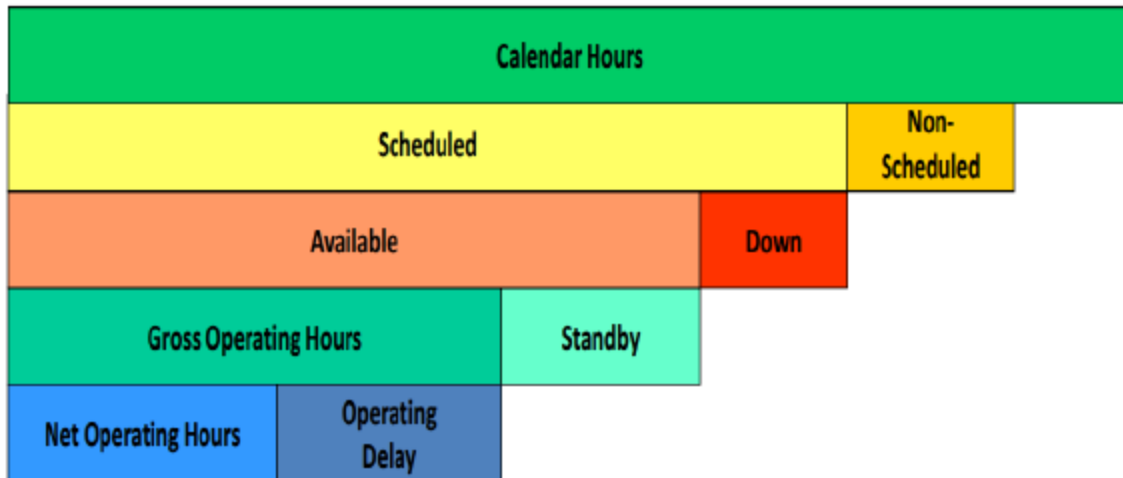 Calendar Hours
Scheduled
Non-
Scheduled
Available
Down
Gross Operating Hours
Standby
Net Operating Hours
Operating
Delay